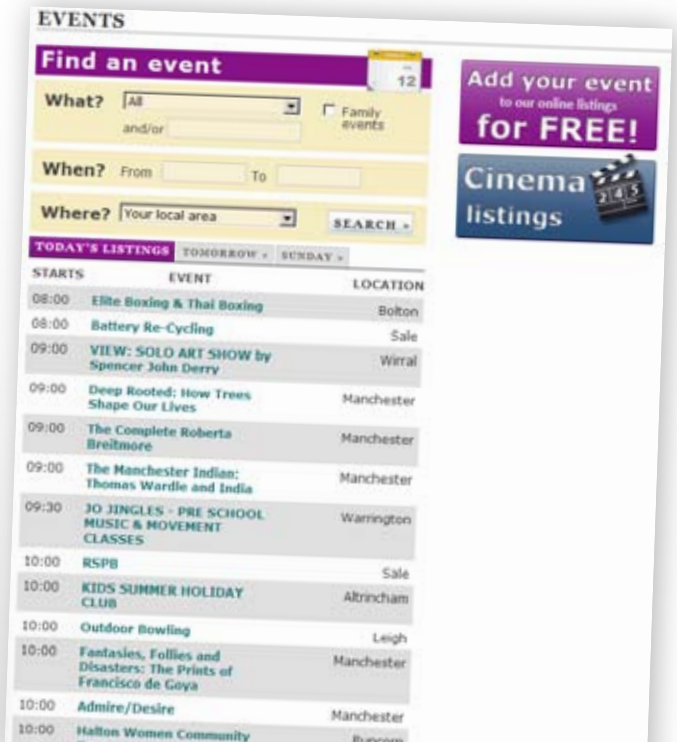 EVENTS
Find an event
12
What? All
Family
events
and/or
When? From To
Where? Your local area
SEARCH »
Add your event
to our online listings
for FREE!
Cinema
listings
245
TODAY'S LISTINGS TOMORROW » SUNDAY »
STARTS EVENT LOCATION
08:00 Elite Boxing & Thai Boxing Bolton
08:00 Battery Re-Cycling Sale
09:00 VIEW: SOLO ART SHOW by Wirral
Spencer John Derry
09:00 Deep Rooted: How Trees Manchester
Shape Our Lives
09:00 The Complete Roberta Manchester
Breitmore
09:00 The Manchester Indian: Manchester
Thomas Wardle and India
09:30 JO JINGLES - PRE SCHOOL Warrington
MUSIC & MOVEMENT
CLASSES
10:00 RSPB Sale
10:00 KIDS SUMMER HOLIDAY Altrincham
CLUB
10:00 Outdoor Bowling Leigh
10:00 Fantasies, Follies and Manchester
Disasters: The Prints of
Francisco de Goya
10:00 Admire/Desire Manchester
10:00 Halton Women Community Runcorn